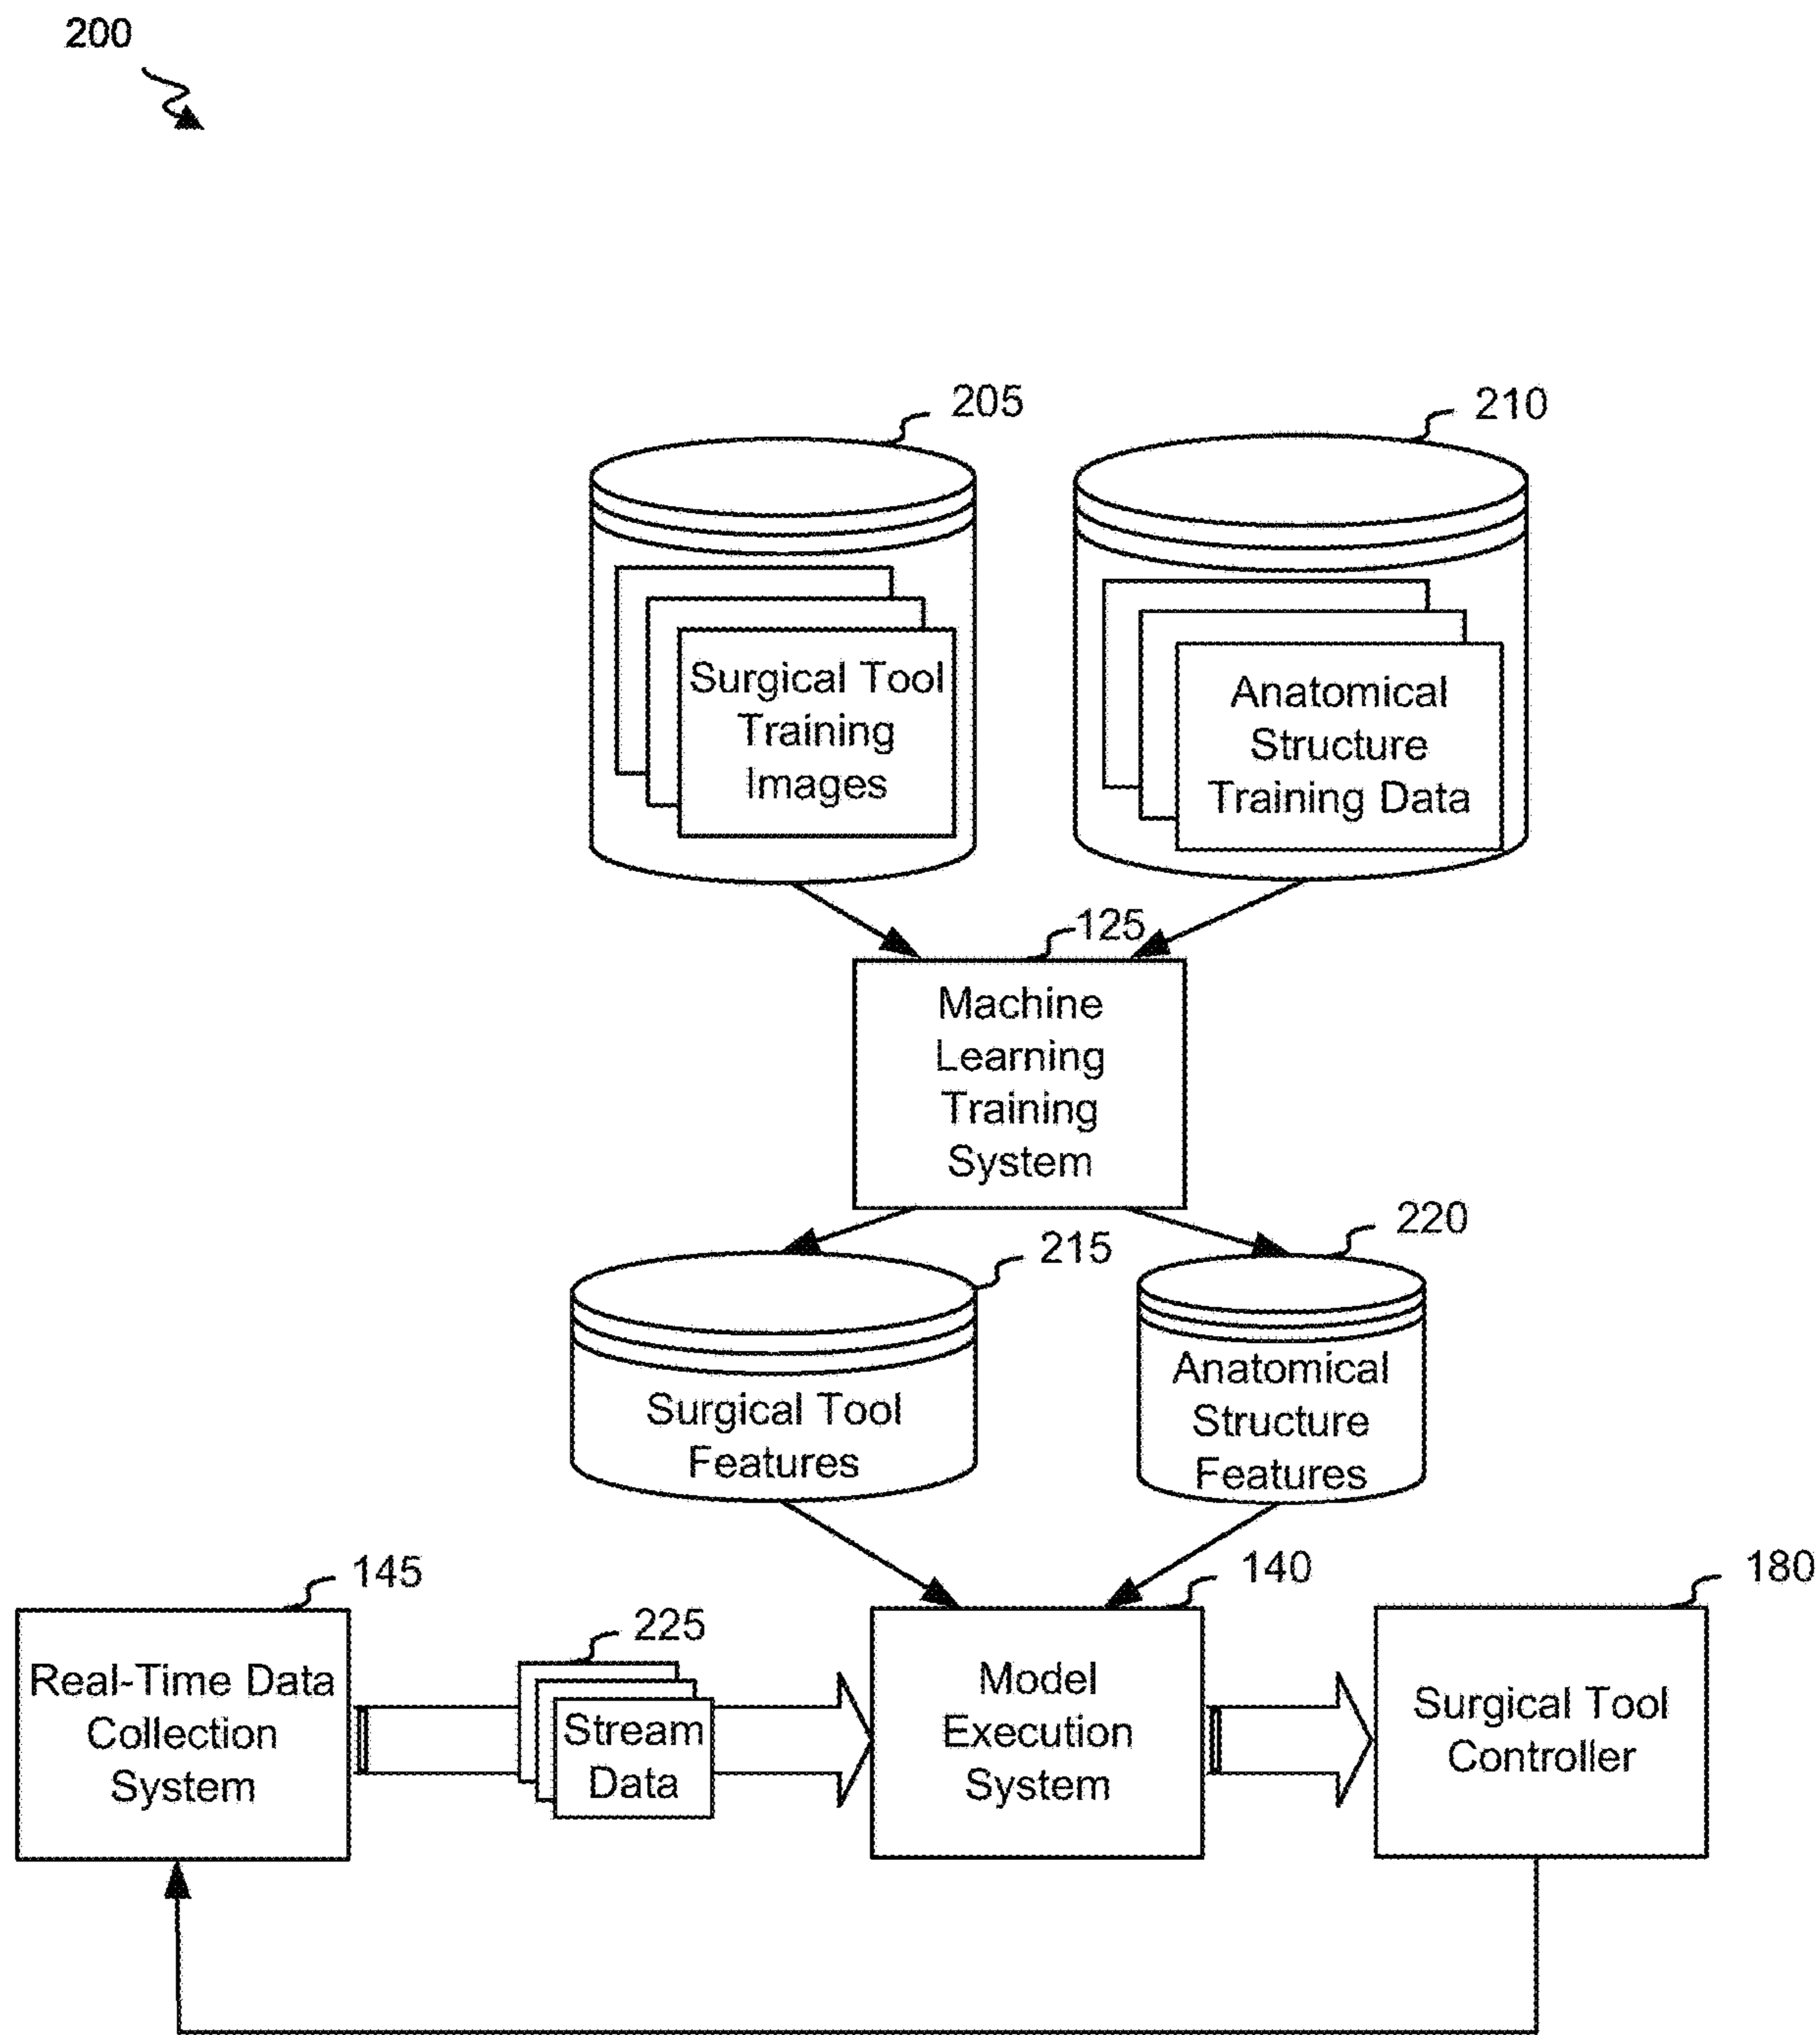 200
205
210
Surgical Tool
Training
Images
Anatomical
Structure
Training Data
125
Machine
Learning
Training
System
215
220
Surgical Tool
Features
Anatomical
Structure
Features
145
225
140
180
Real-Time Data
Collection
System
Stream
Data
Model
Execution
System
Surgical Tool
Controller